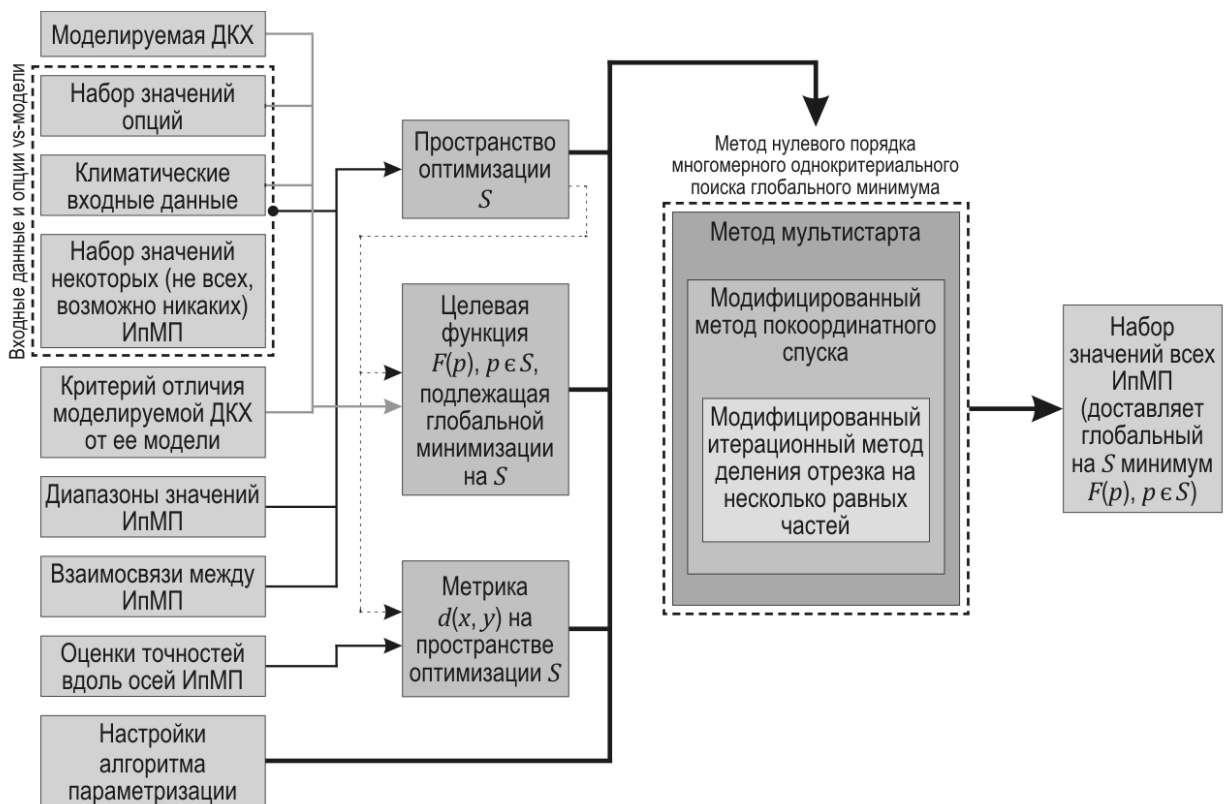 Моделируемая ДКХ
Входные данные и опции vs-модели
Набор значений
опций
Климатические
входные данные
Набор значений
некоторых (не всех,
возможно никаких)
ИпМП
Критерий отличия
моделируемой ДКХ
от ее модели
Диапазоны значений
ИпМП
Взаимосвязи между
ИпМП
Оценки точностей
вдоль осей ИпМП
Настройки
алгоритма
параметризации
Пространство
оптимизации
S
Целевая
функция
F(p), p ϵ S,
подлежащая
глобальной
минимизации
на S
Метрика
d(x, y) на
пространстве
оптимизации S
Метод нулевого порядка
многомерного однокритериального
поиска глобального минимума
Метод мультистарта
Модифицированный
метод покоординатного
спуска
Модифицированный
итерационный метод
деления отрезка на
несколько равных
частей
Набор
значений всех
ИпМП
(доставляет
глобальный
на S минимум
F(p), p ϵ S)